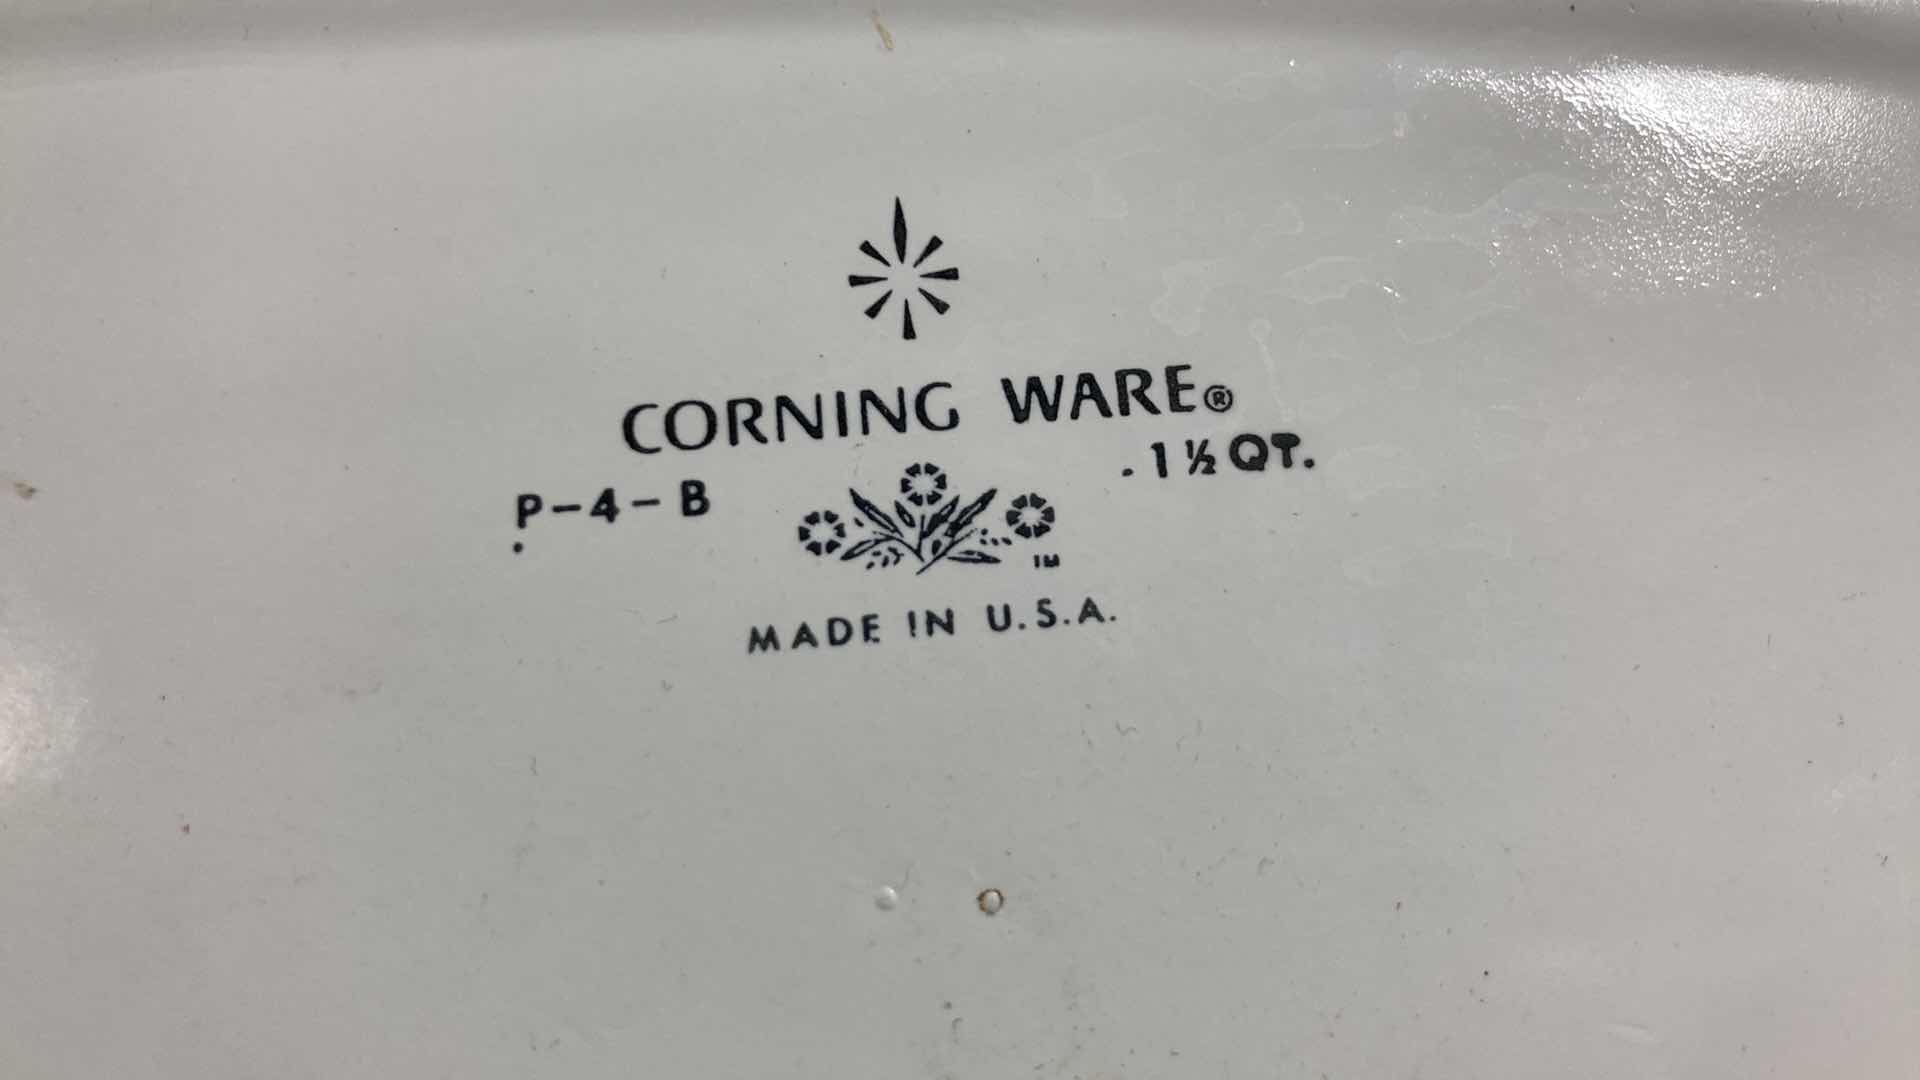 CORNING WARE®
P-4-B
1½ QT.
TM
MADE IN U.S.A.